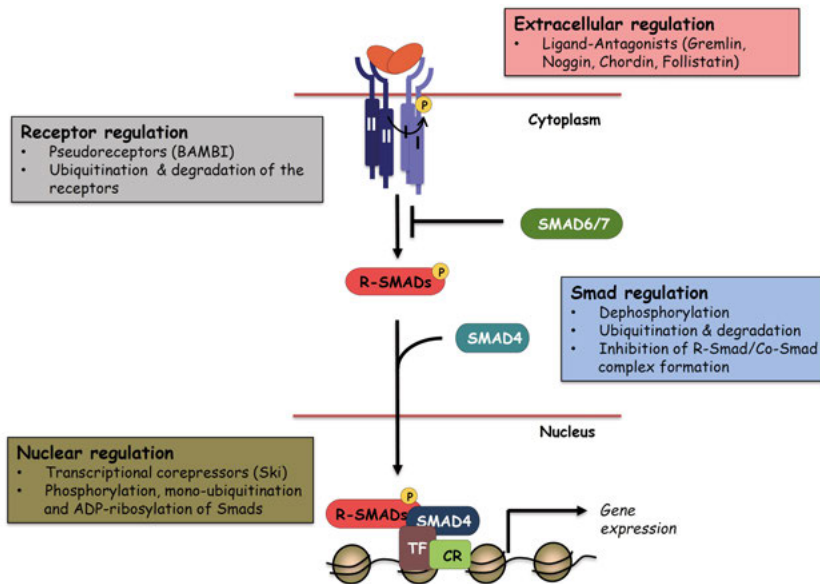 Extracellular regulation
• Ligand-Antagonists (Gremlin,
Noggin, Chordin, Follistatin)
P
Cytoplasm
II
II
I
Receptor regulation
• Pseudoreceptors (BAMBI)
• Ubiquitination & degradation of the
receptors
SMAD6/7
R-SMADs
P
Smad regulation
• Dephosphorylation
• Ubiquitination & degradation
• Inhibition of R-Smad/Co-Smad
complex formation
SMAD4
Nucleus
Nuclear regulation
• Transcriptional corepressors (Ski)
• Phosphorylation, mono-ubiquitination
and ADP-ribosylation of Smads
P
R-SMADs
SMAD4
TF
CR
Gene
expression